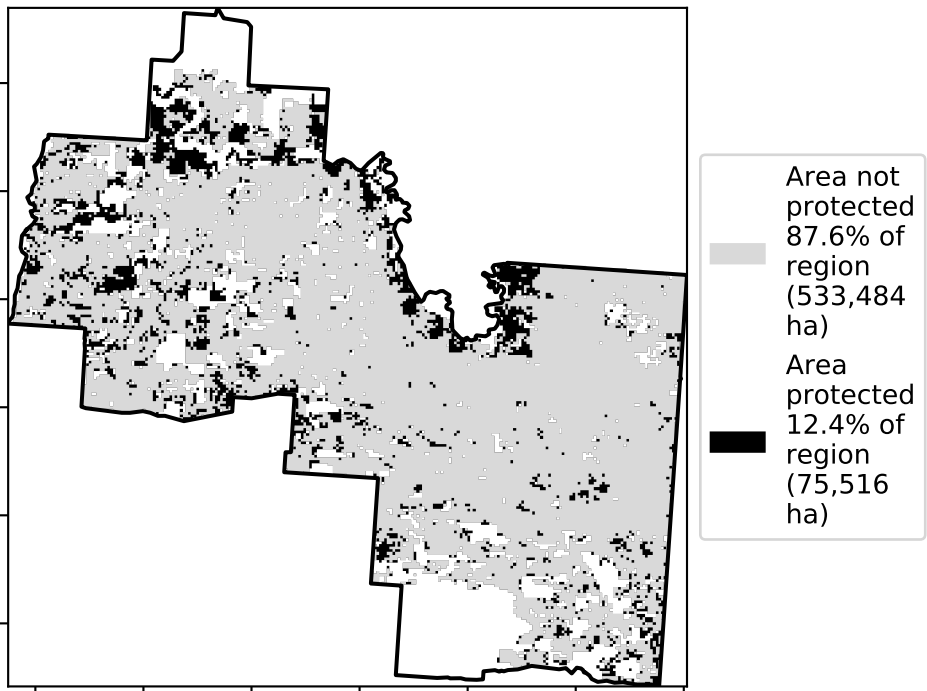 Area not
protected
87.6% of
region
(533,484
ha)
Area
protected
12.4% of
region
(75,516
ha)